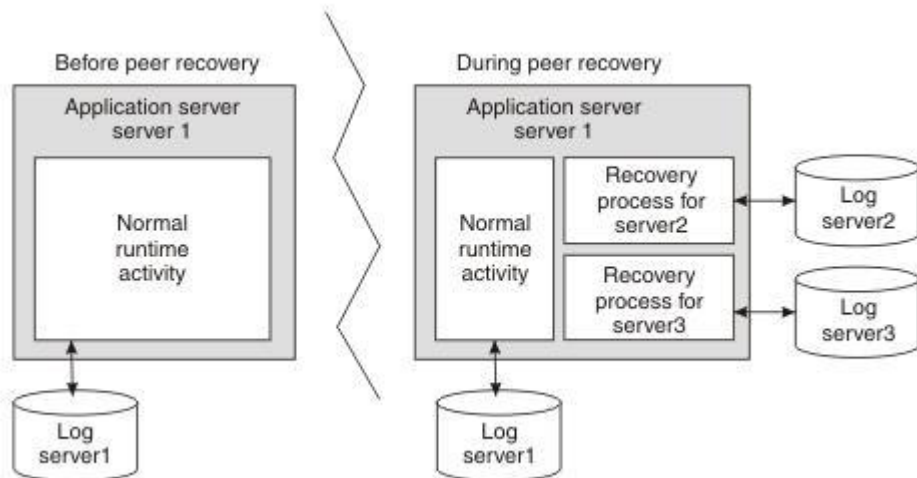 Before peer recovery
Application server
server 1
Normal
runtime
activity
Log
server1
During peer recovery
Application server
server 1
Normal
runtime
activity
Recovery
process for
server2
Recovery
process for
server3
Log
server2
Log
server3
Log
server1